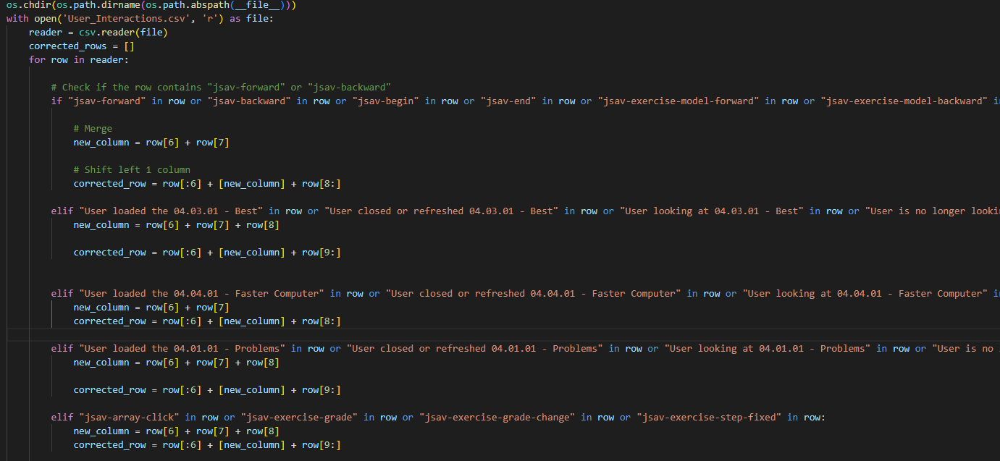 os.chdir(os.path.dirname(os.path.abspath(__file__)))
with open('User_Interactions.csv', 'r') as file:
    reader = csv.reader(file)
    corrected_rows = []
    for row in reader:

        # Check if the row contains "jsav-forward" or "jsav-backward"
        if "jsav-forward" in row or "jsav-backward" in row or "jsav-begin" in row or "jsav-end" in row or "jsav-exercise-model-forward" in row or "jsav-exercise-model-backward" i

            # Merge
            new_column = row[6] + row[7]

            # Shift left 1 column
            corrected_row = row[:6] + [new_column] + row[8:]

        elif "User loaded the 04.03.01 - Best" in row or "User closed or refreshed 04.03.01 - Best" in row or "User looking at 04.03.01 - Best" in row or "User is no longer looki
            new_column = row[6] + row[7] + row[8]

            corrected_row = row[:6] + [new_column] + row[9:]


        elif "User loaded the 04.04.01 - Faster Computer" in row or "User closed or refreshed 04.04.01 - Faster Computer" in row or "User looking at 04.04.01 - Faster Computer" i
            new_column = row[6] + row[7]
            corrected_row = row[:6] + [new_column] + row[8:]

        elif "User loaded the 04.01.01 - Problems" in row or "User closed or refreshed 04.01.01 - Problems" in row or "User looking at 04.01.01 - Problems" in row or "User is no
            new_column = row[6] + row[7] + row[8]

            corrected_row = row[:6] + [new_column] + row[9:]

        elif "jsav-array-click" in row or "jsav-exercise-grade" in row or "jsav-exercise-grade-change" in row or "jsav-exercise-step-fixed" in row:
            new_column = row[6] + row[7] + row[8]
            corrected_row = row[:6] + [new_column] + row[9:]